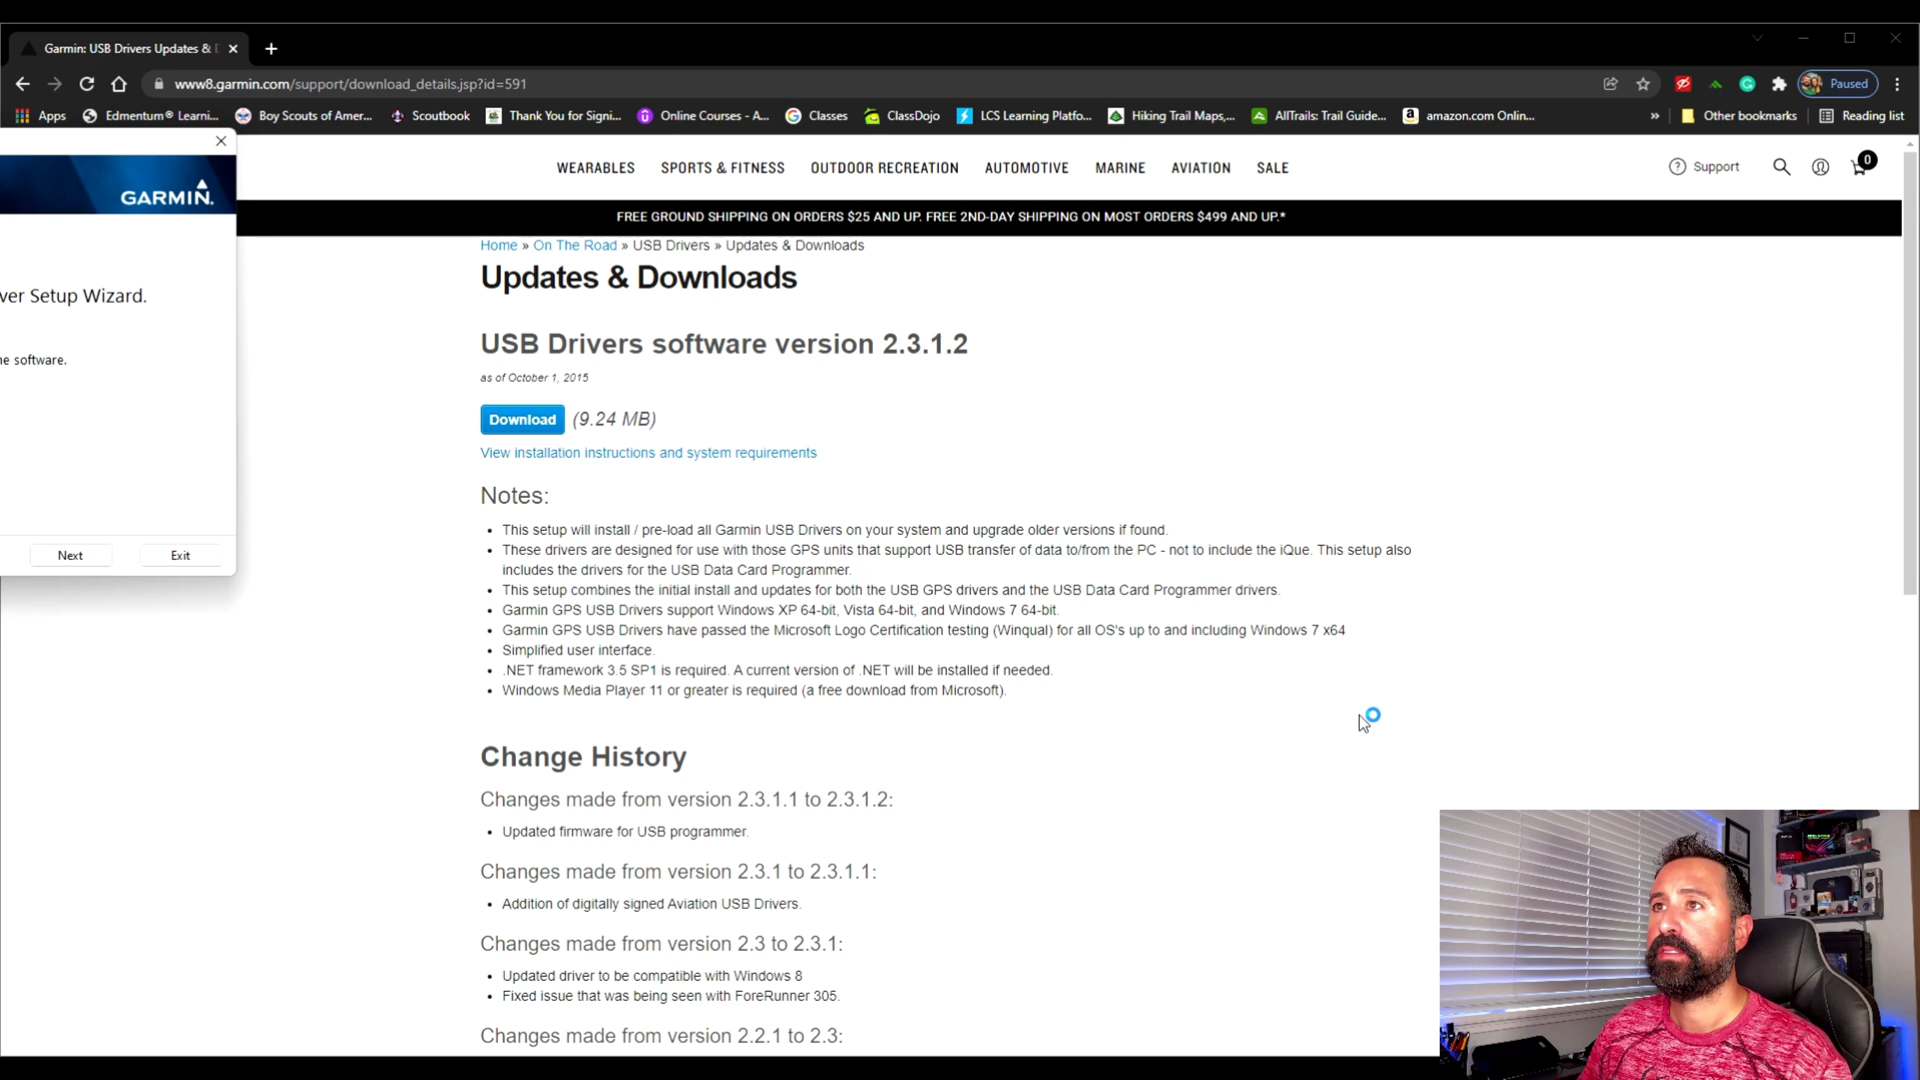 Garmin: USB Drivers Updates & D
www8.garmin.com/support/download_details.jsp?id=591
Paused
Apps
Edmentum® Learni...
Boy Scouts of Amer...
Scoutbook
Thank You for Signi...
Online Courses - A...
Classes
ClassDojo
LCS Learning Platfo...
Hiking Trail Maps,...
AllTrails: Trail Guide...
amazon.com Onlin...
»
Other bookmarks
Reading list
GARMIN.
ver Setup Wizard.
ne software.
Next
Exit
WEARABLES
SPORTS & FITNESS
OUTDOOR RECREATION
AUTOMOTIVE
MARINE
AVIATION
SALE
Support
0
FREE GROUND SHIPPING ON ORDERS $25 AND UP. FREE 2ND-DAY SHIPPING ON MOST ORDERS $499 AND UP.*
Home » On The Road » USB Drivers » Updates & Downloads
Updates & Downloads
USB Drivers software version 2.3.1.2
as of October 1, 2015
Download (9.24 MB)
View installation instructions and system requirements
Notes:
• This setup will install / pre-load all Garmin USB Drivers on your system and upgrade older versions if found.
• These drivers are designed for use with those GPS units that support USB transfer of data to/from the PC - not to include the iQue. This setup also
includes the drivers for the USB Data Card Programmer.
• This setup combines the initial install and updates for both the USB GPS drivers and the USB Data Card Programmer drivers.
• Garmin GPS USB Drivers support Windows XP 64-bit, Vista 64-bit, and Windows 7 64-bit.
• Garmin GPS USB Drivers have passed the Microsoft Logo Certification testing (Winqual) for all OS's up to and including Windows 7 x64
• Simplified user interface.
• .NET framework 3.5 SP1 is required. A current version of .NET will be installed if needed.
• Windows Media Player 11 or greater is required (a free download from Microsoft).
Change History
Changes made from version 2.3.1.1 to 2.3.1.2:
• Updated firmware for USB programmer.
Changes made from version 2.3.1 to 2.3.1.1:
• Addition of digitally signed Aviation USB Drivers.
Changes made from version 2.3 to 2.3.1:
• Updated driver to be compatible with Windows 8
• Fixed issue that was being seen with ForeRunner 305.
Changes made from version 2.2.1 to 2.3: